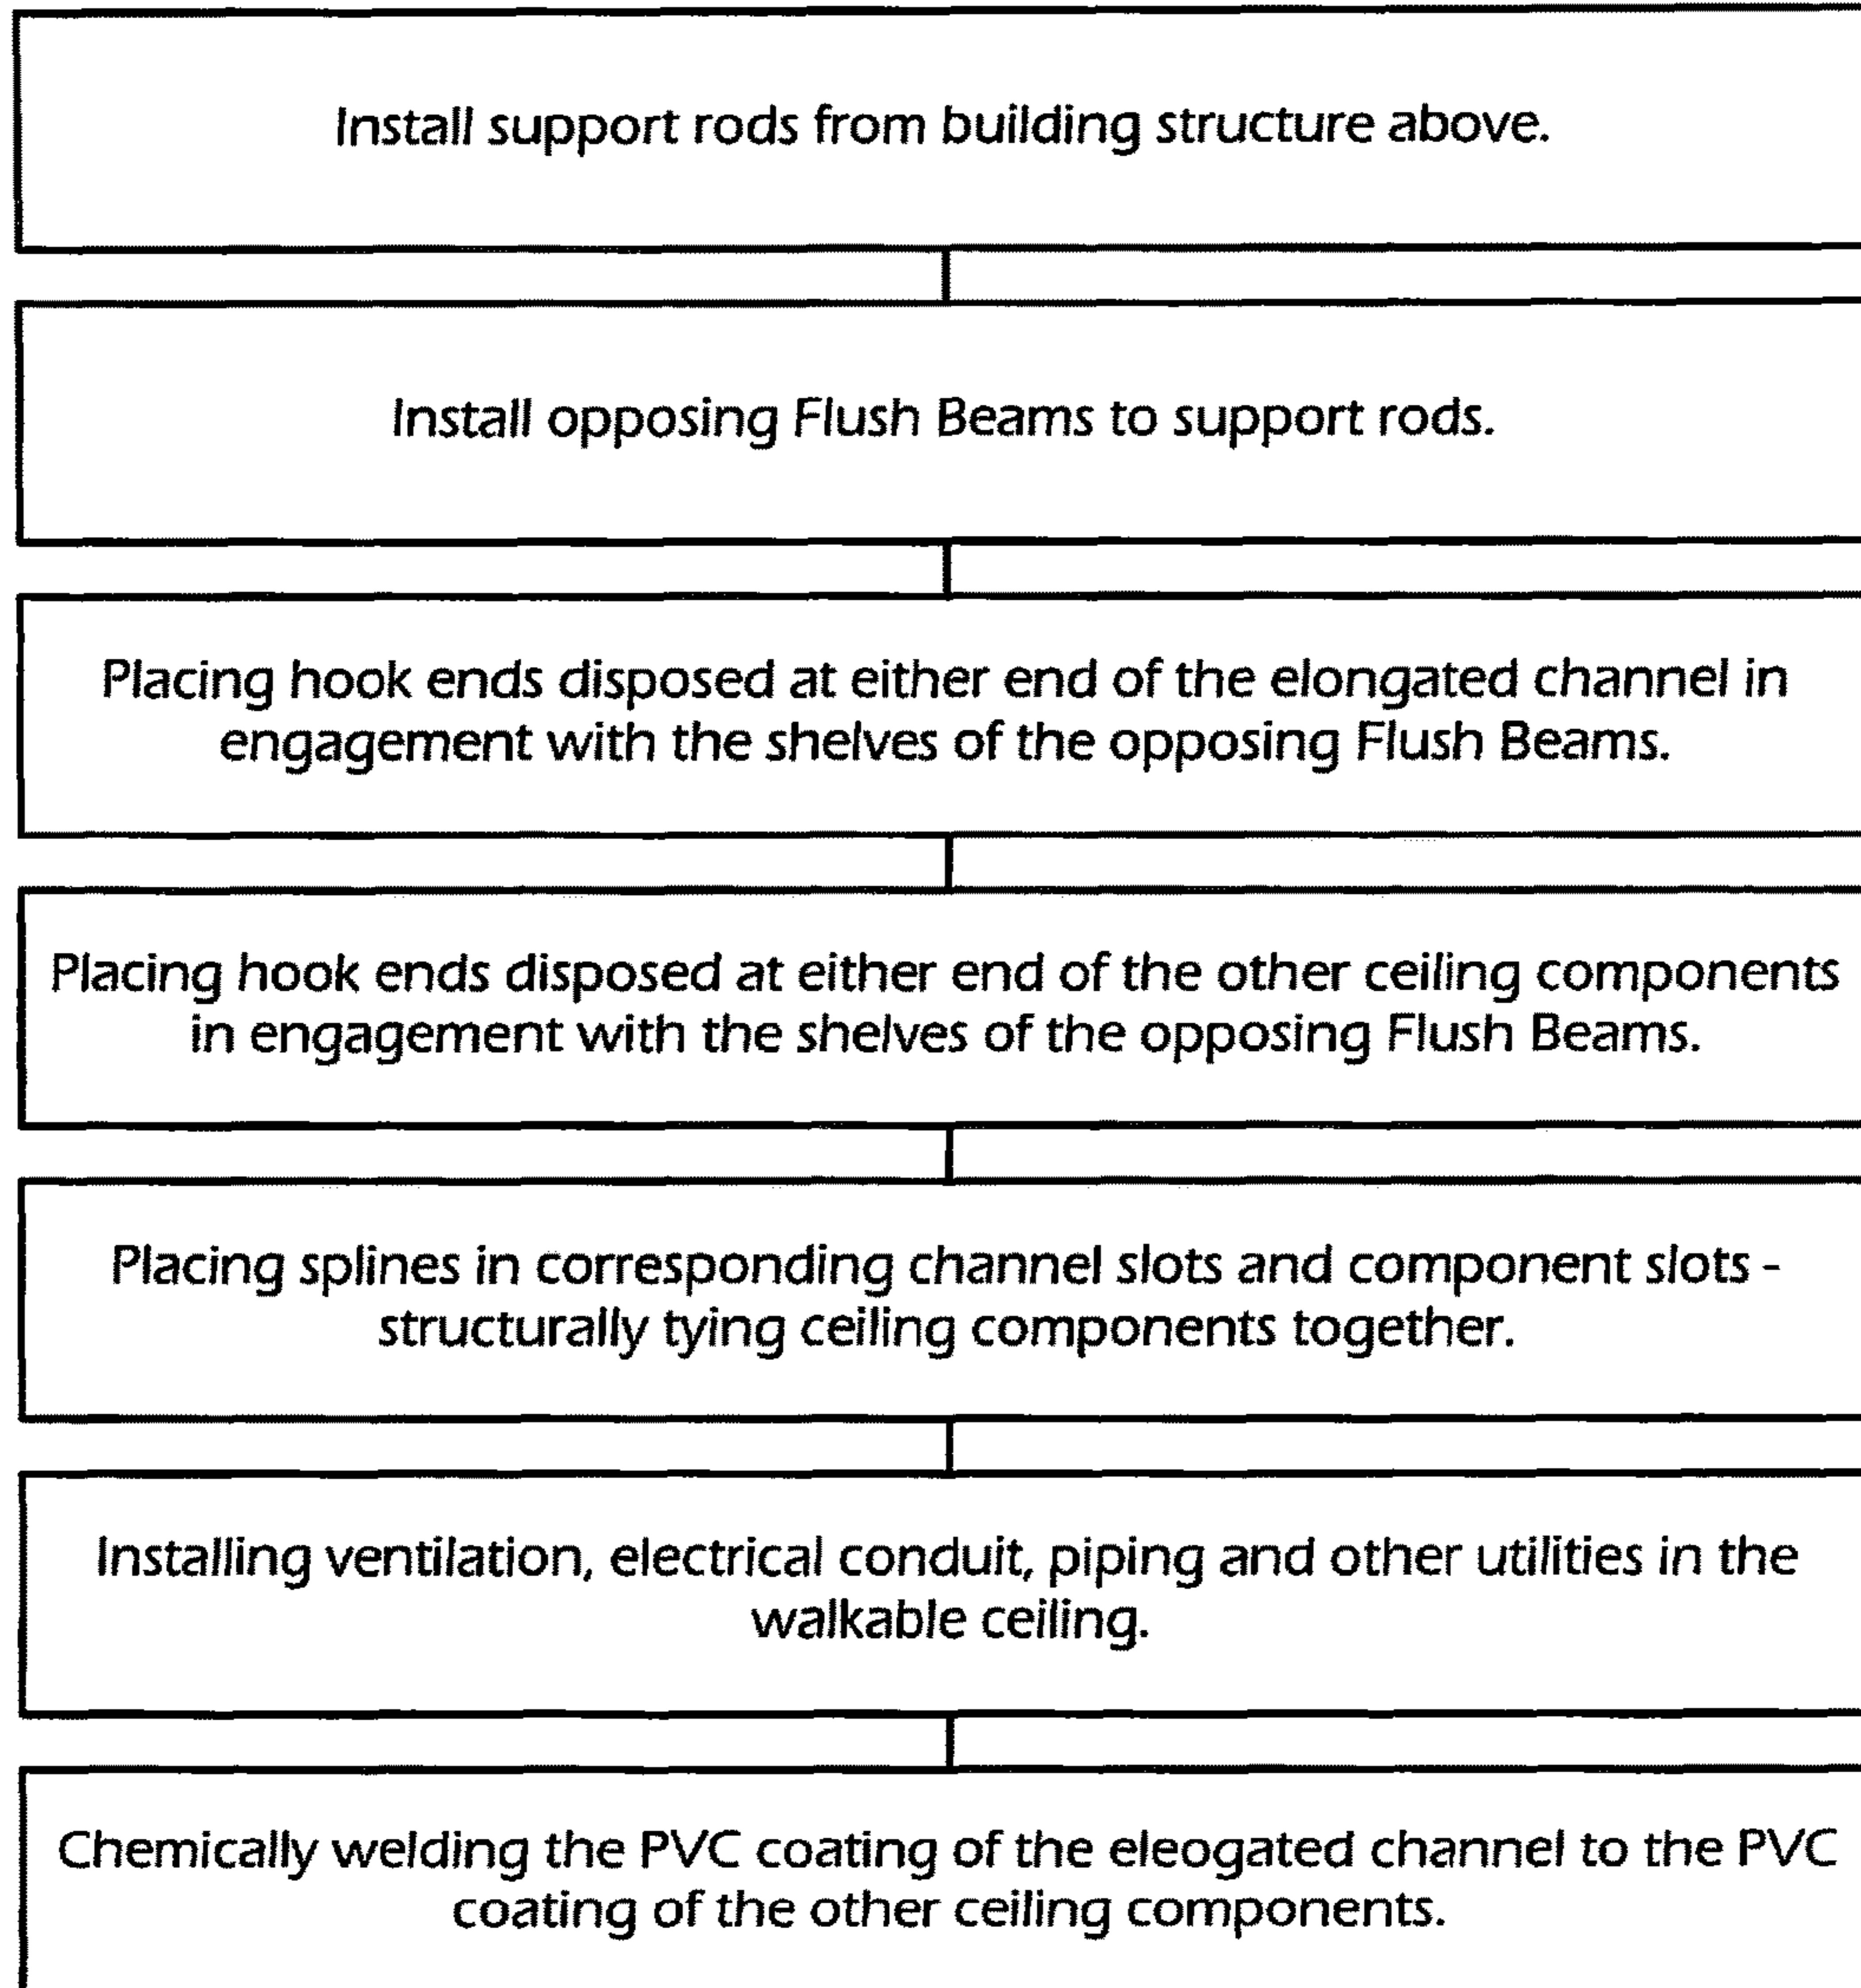 Install support rods from building structure above.
Install opposing Flush Beams to support rods.
Placing hook ends disposed at either end of the elongated channel in
engagement with the shelves of the opposing Flush Beams.
Placing hook ends disposed at either end of the other ceiling components
in engagement with the shelves of the opposing Flush Beams.
Placing splines in corresponding channel slots and component slots -
structurally tying ceiling components together.
Installing ventilation, electrical conduit, piping and other utilities in the
walkable ceiling.
Chemically welding the PVC coating of the eleogated channel to the PVC
coating of the other ceiling components.